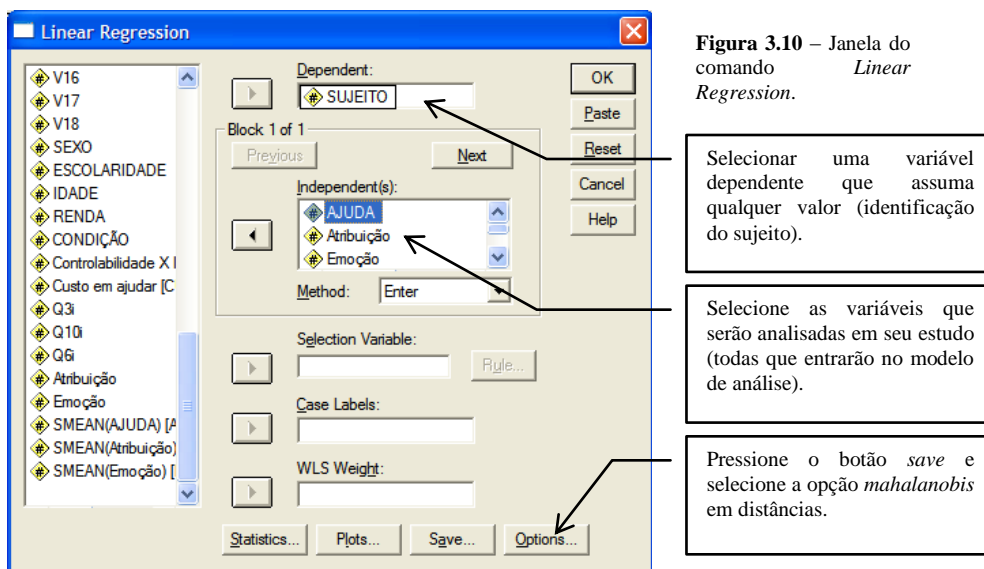 Linear Regression
V16
V17
V18
SEXO
ESCOLARIDADE
IDADE
RENDA
CONDIÇÃO
Controlabilidade X I
Custo em ajudar [C
Q3i
Q10i
Q6i
Atribuição
Emoção
SMEAN(AJUDA) [A
SMEAN(Atribuição)
SMEAN(Emoção) [
Dependent:
SUJEITO
Block 1 of 1
Previous
Next
Independent(s):
AJUDA
Atribuição
Emoção
Method: Enter
Selection Variable:
Rule...
Case Labels:
WLS Weight:
Statistics... Plots... Save... Options...
OK
Paste
Reset
Cancel
Help
Figura 3.10 – Janela do
comando Linear
Regression.
Selecionar uma variável
dependente que assuma
qualquer valor (identificação
do sujeito).
Selecione as variáveis que
serão analisadas em seu estudo
(todas que entrarão no modelo
de análise).
Pressione o botão save e
selecione a opção mahalanobis
em distâncias.